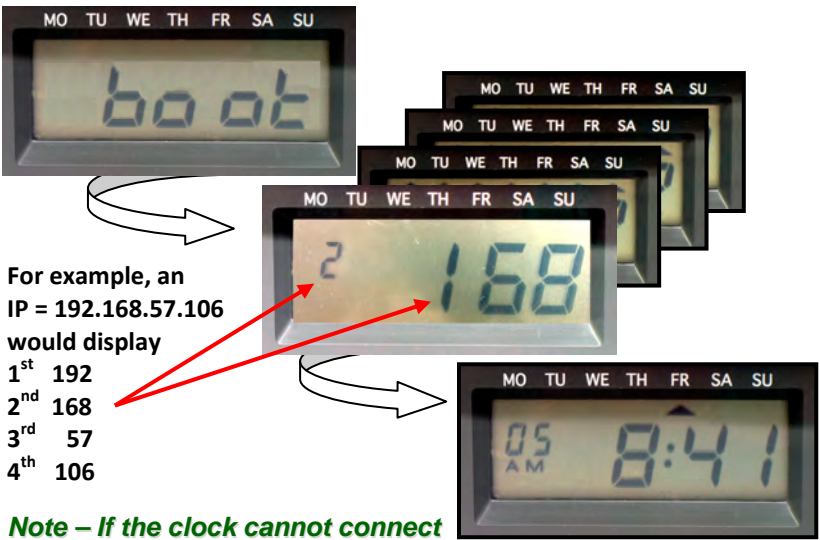 MO TU WE TH FR SA SU
boot
MO TU WE TH FR SA SU
MO TU WE TH FR SA SU
MO TU WE TH FR SA SU
MO TU WE TH FR SA SU
2 168
For example, an
IP = 192.168.57.106
would display
1st 192
2nd 168
3rd 57
4th 106
MO TU WE TH FR SA SU
05 8:41
AM
Note – If the clock cannot connect